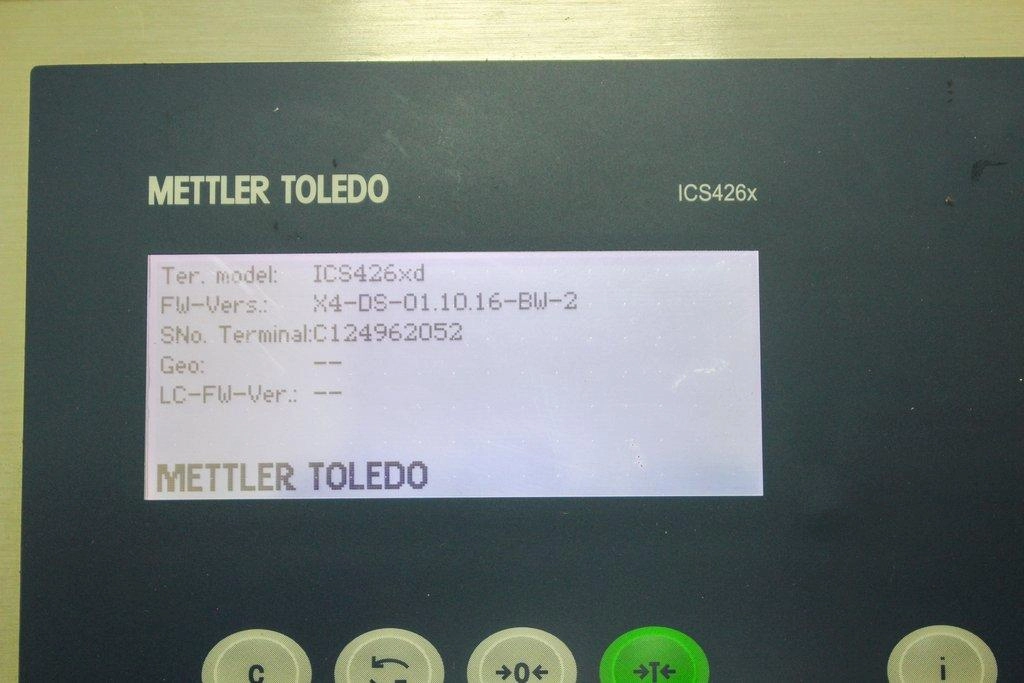 METTLER TOLEDO ICS426x
Ter. model: ICS426xd
FW-Vers.: X4-DS-01.10.16-BW-2
SNo. Terminal:C124962052
Geo: --
LC-FW-Ver.: --
METTLER TOLEDO
C →0← →T← i